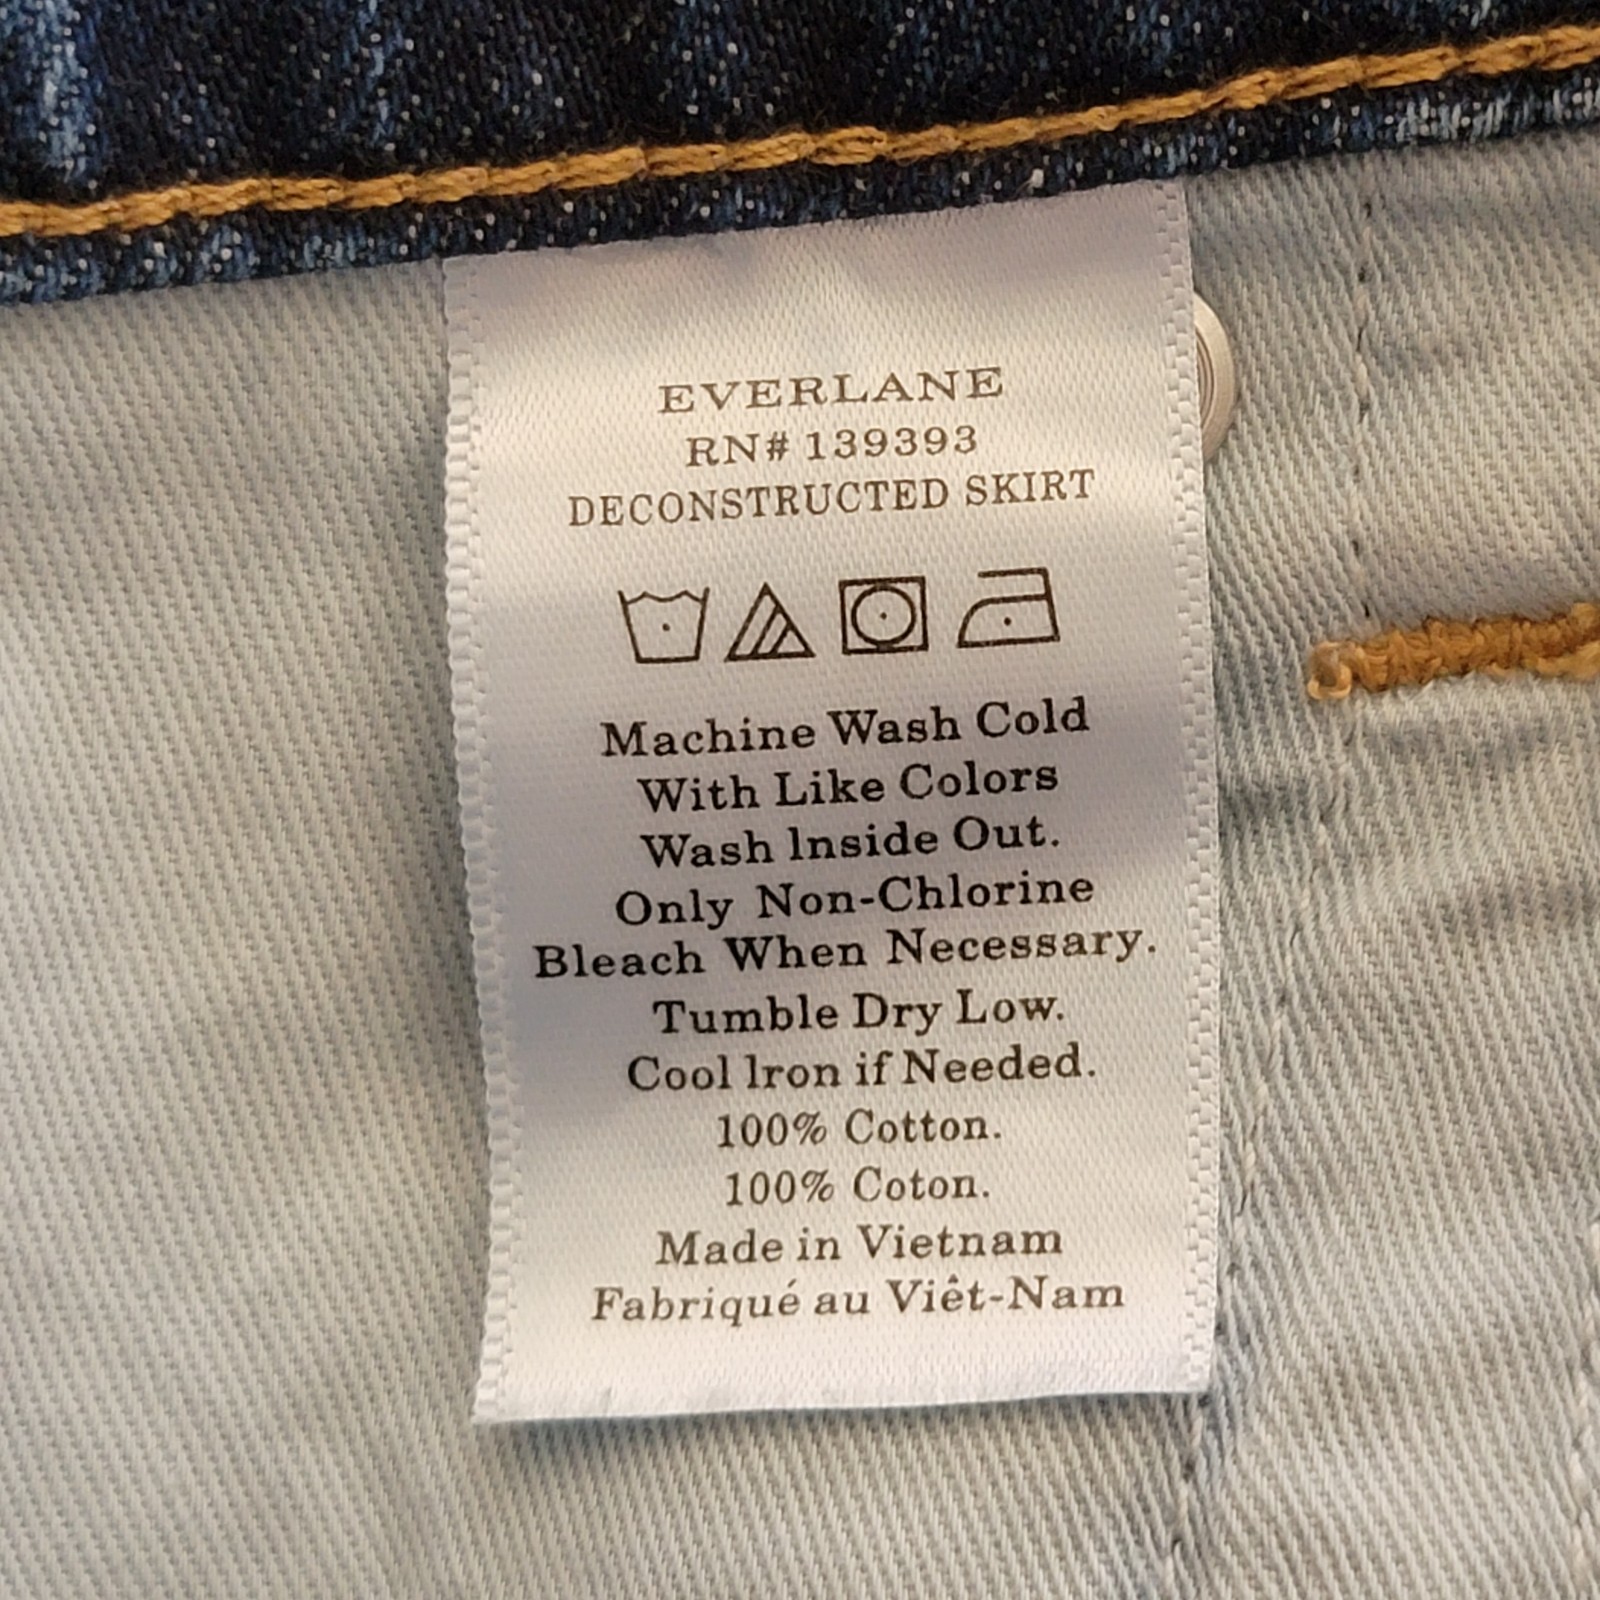 EVERLANE
RN# 139393
DECONSTRUCTED SKIRT
Machine Wash Cold
With Like Colors
Wash Inside Out.
Only Non-Chlorine
Bleach When Necessary.
Tumble Dry Low.
Cool Iron if Needed.
100% Cotton.
100% Coton.
Made in Vietnam
Fabriqué au Viêt-Nam